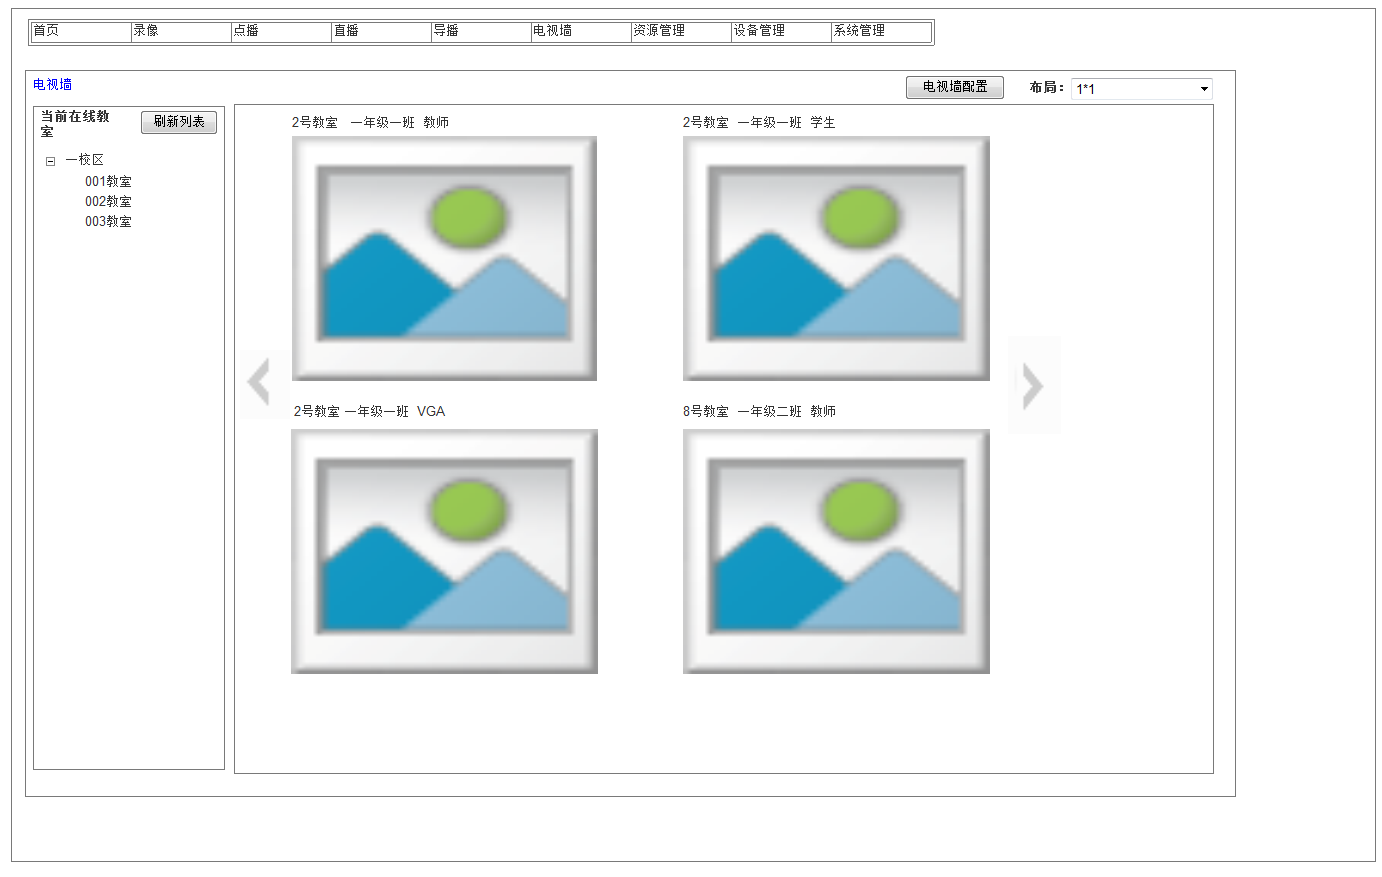 首页 录像 点播 直播 导播 电视墙 资源管理 设备管理 系统管理
电视墙 电视墙配置 布局： 1*1
当前在线教室 刷新列表
一校区
001教室
002教室
003教室
2号教室 一年级一班 教师
2号教室 一年级一班 学生
2号教室 一年级一班 VGA
8号教室 一年级二班 教师